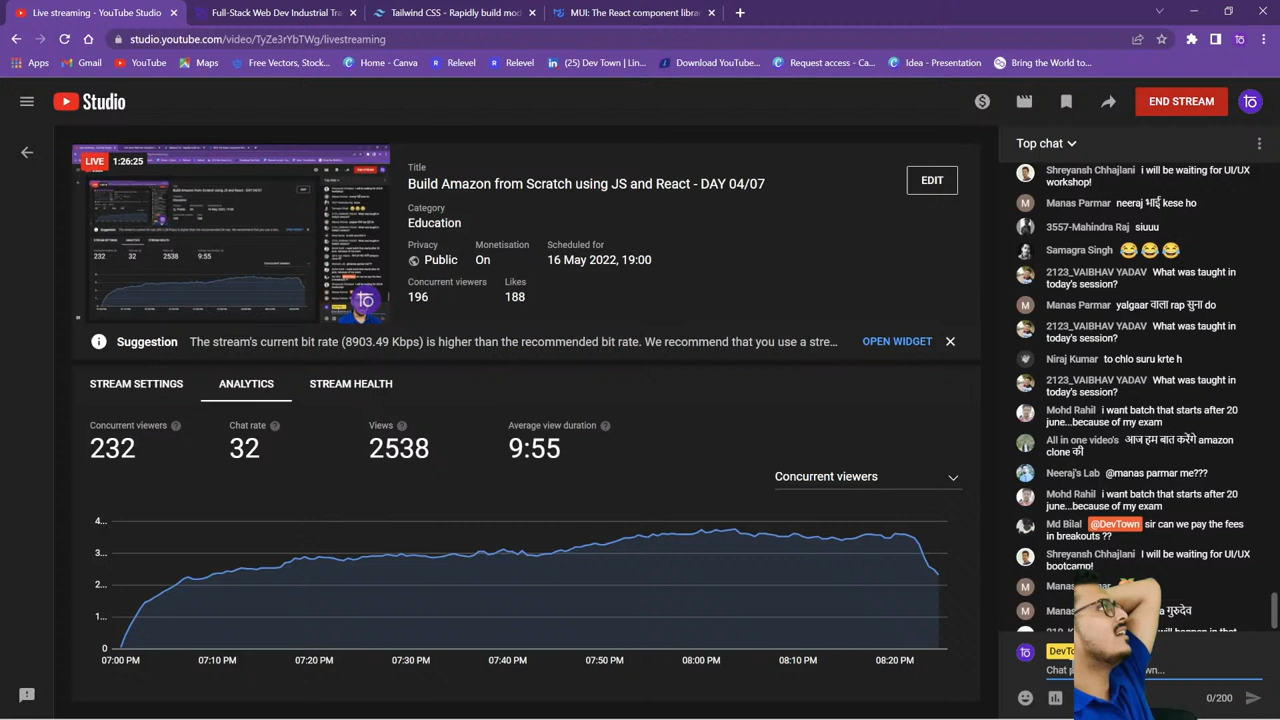 Live streaming - YouTube Studio
Full-Stack Web Dev Industrial Tra
Tailwind CSS - Rapidly build mod
MUI: The React component libra
studio.youtube.com/video/TyZe3rYbTWg/livestreaming
Apps
Gmail
YouTube
Maps
Free Vectors, Stock...
Home - Canva
Relevel
Relevel
(25) Dev Town | Lin...
Download YouTube...
Request access - Ca...
Idea - Presentation
Bring the World to...
Studio
END STREAM
LIVE 1:26:25
Title
Build Amazon from Scratch using JS and React - DAY 04/07
EDIT
Category
Education
Privacy
Public
Monetisation
On
Scheduled for
16 May 2022, 19:00
Concurrent viewers
196
Likes
188
Suggestion The stream's current bit rate (8903.49 Kbps) is higher than the recommended bit rate. We recommend that you use a stre...
OPEN WIDGET
STREAM SETTINGS
ANALYTICS
STREAM HEALTH
Concurrent viewers
232
Chat rate
32
Views
2538
Average view duration
9:55
Concurrent viewers
4...
3...
2...
1...
0
07:00 PM
07:10 PM
07:20 PM
07:30 PM
07:40 PM
07:50 PM
08:00 PM
08:10 PM
08:20 PM
Top chat
Shreyansh Chhajlani i will be waiting for UI/UX
workshop!
Manas Parmar neeraj भाई kese ho
3557-Mahindra Raj siuuu
Samagra Singh 😂 😂 😂
2123_VAIBHAV YADAV What was taught in
today's session?
Manas Parmar yalgaar वाला rap सुना do
2123_VAIBHAV YADAV What was taught in
today's session?
Niraj Kumar to chlo suru krte h
2123_VAIBHAV YADAV What was taught in
today's session?
Mohd Rahil i want batch that starts after 20
june...because of my exam
All in one video's आज हम बात करेंगे amazon
clone की
Neeraj's Lab @manas parmar me???
Mohd Rahil i want batch that starts after 20
june...because of my exam
Md Bilal @DevTown sir can we pay the fees
in breakouts ??
Shreyansh Chhajlani I will be waiting for UI/UX
bootcamp!
गुरुदेव
0/200